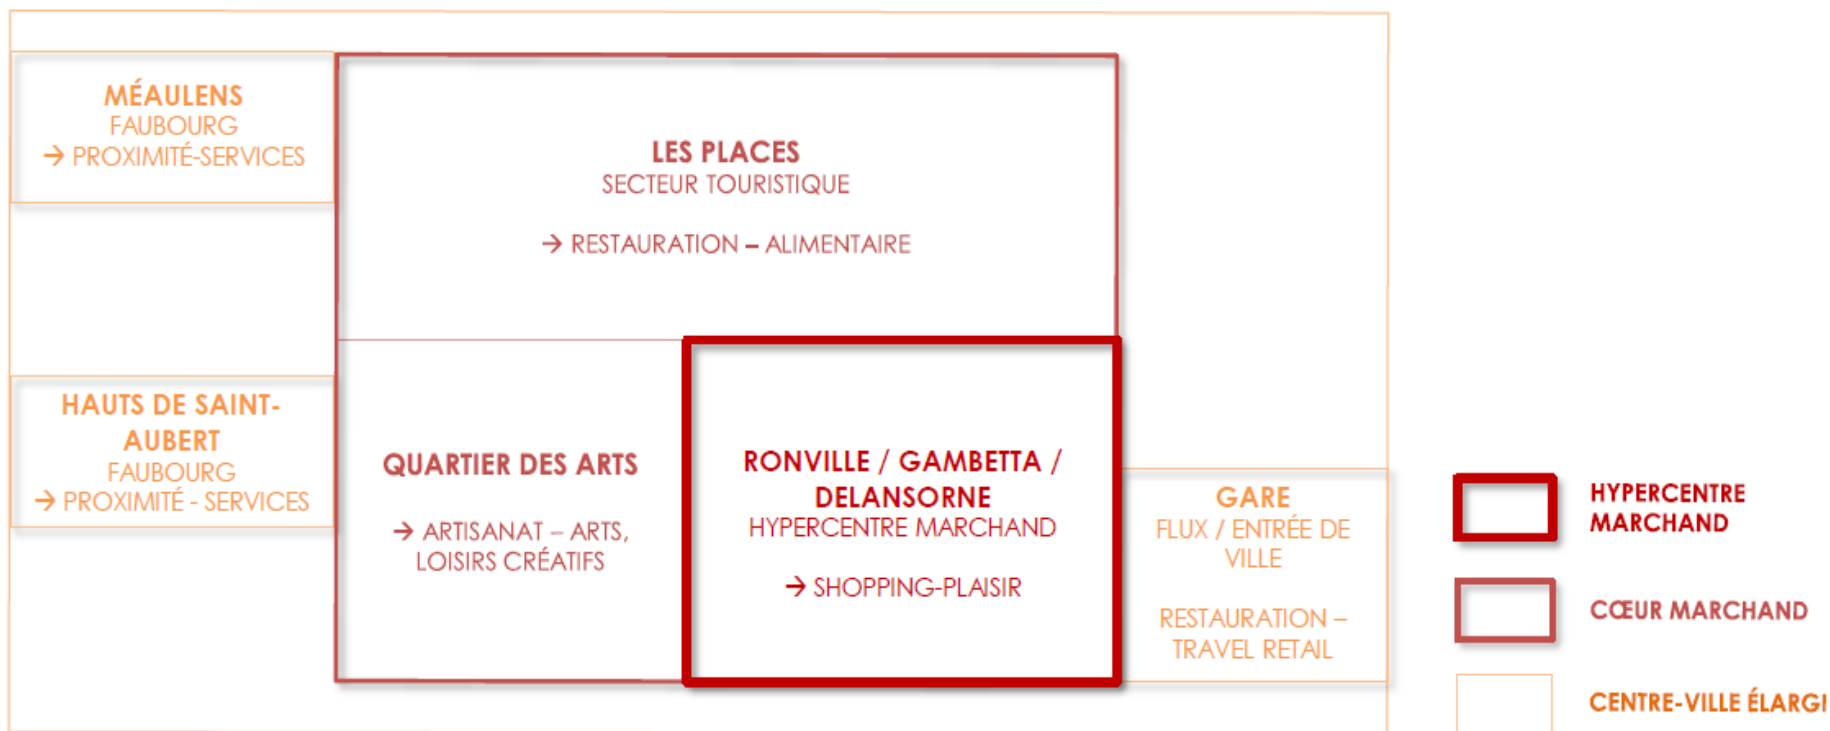 MÉAULENS
FAUBOURG
→ PROXIMITÉ-SERVICES
LES PLACES
SECTEUR TOURISTIQUE
→ RESTAURATION – ALIMENTAIRE
HAUTS DE SAINT-
AUBERT
FAUBOURG
→ PROXIMITÉ - SERVICES
QUARTIER DES ARTS
→ ARTISANAT – ARTS,
LOISIRS CRÉATIFS
RONVILLE / GAMBETTA /
DELANSORNE
HYPERCENTRE MARCHAND
→ SHOPPING-PLAISIR
GARE
FLUX / ENTRÉE DE
VILLE
RESTAURATION –
TRAVEL RETAIL
HYPERCENTRE
MARCHAND
CŒUR MARCHAND
CENTRE-VILLE ÉLARGI